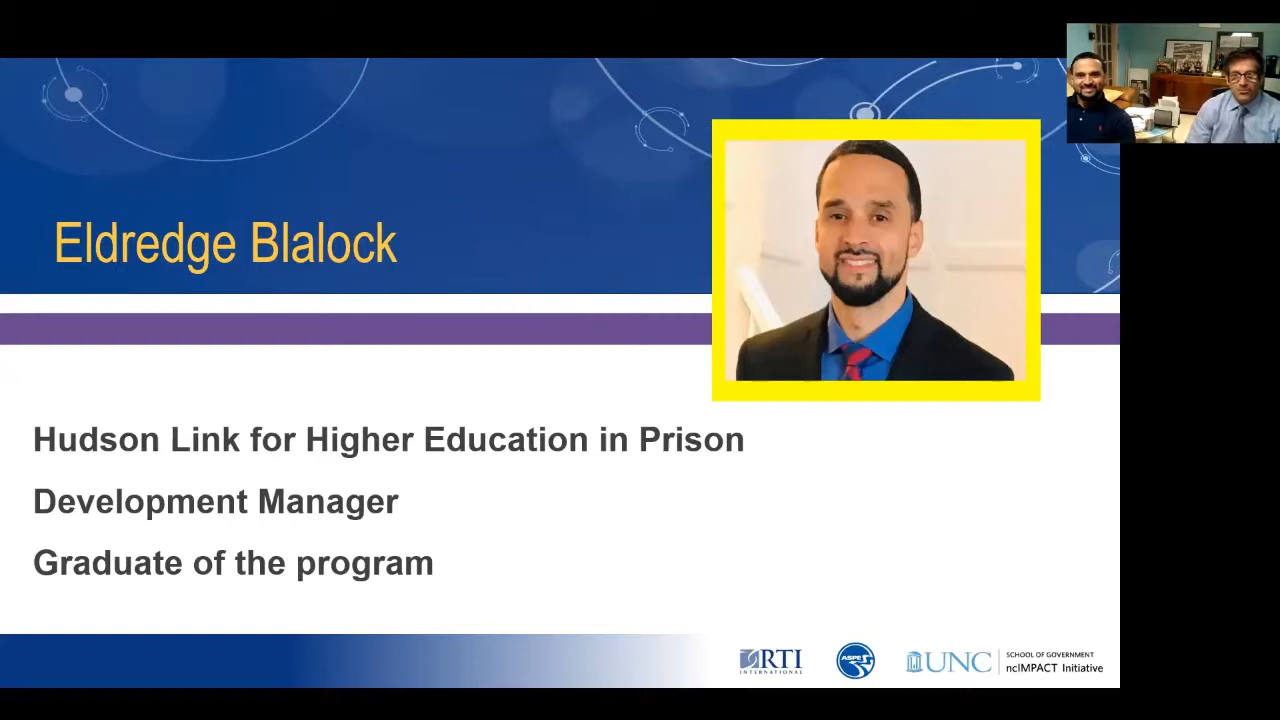 Eldredge Blalock
Hudson Link for Higher Education in Prison
Development Manager
Graduate of the program
RTI
INTERNATIONAL
ASPE
UNC
SCHOOL OF GOVERNMENT
ncIMPACT Initiative